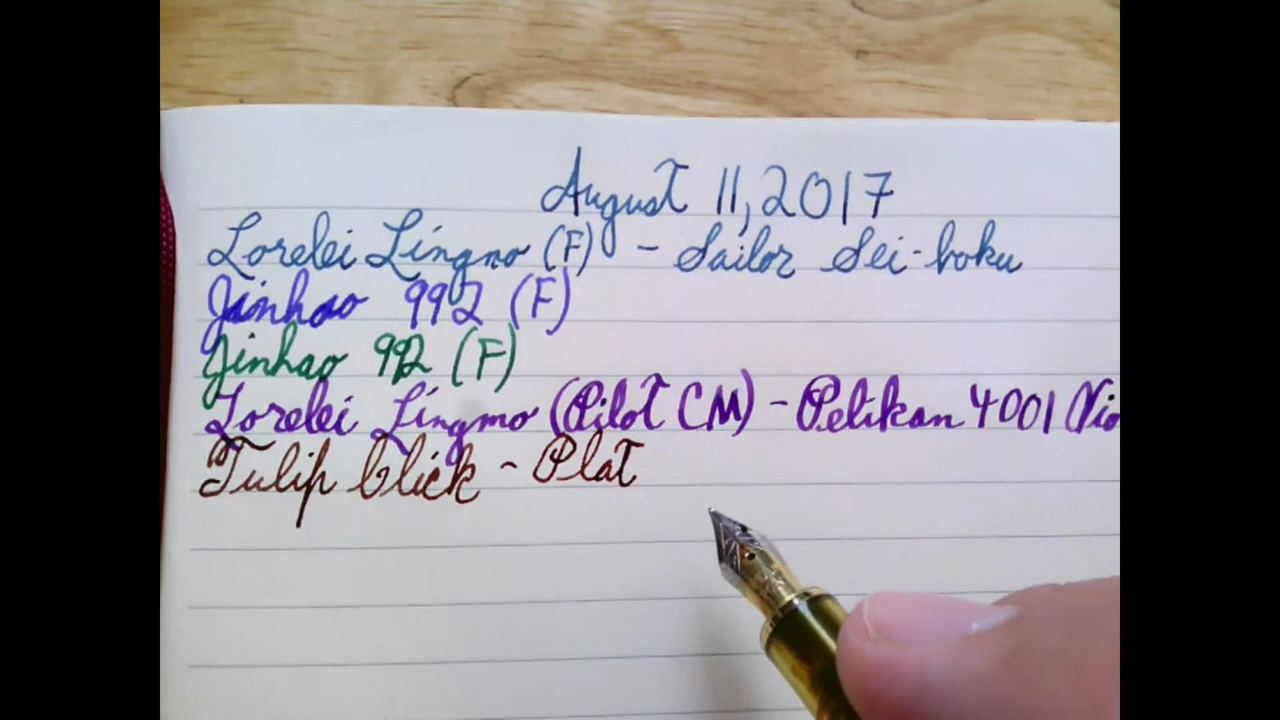 August 11, 2017
Lorelei Lingmo (F) - Sailor Sei-boku
Jinhao 992 (F)
Jinhao 992 (F)
Lorelei Lingmo (Pilot CM) - Pelikan 4001 Vio
Tulip Click - Plat